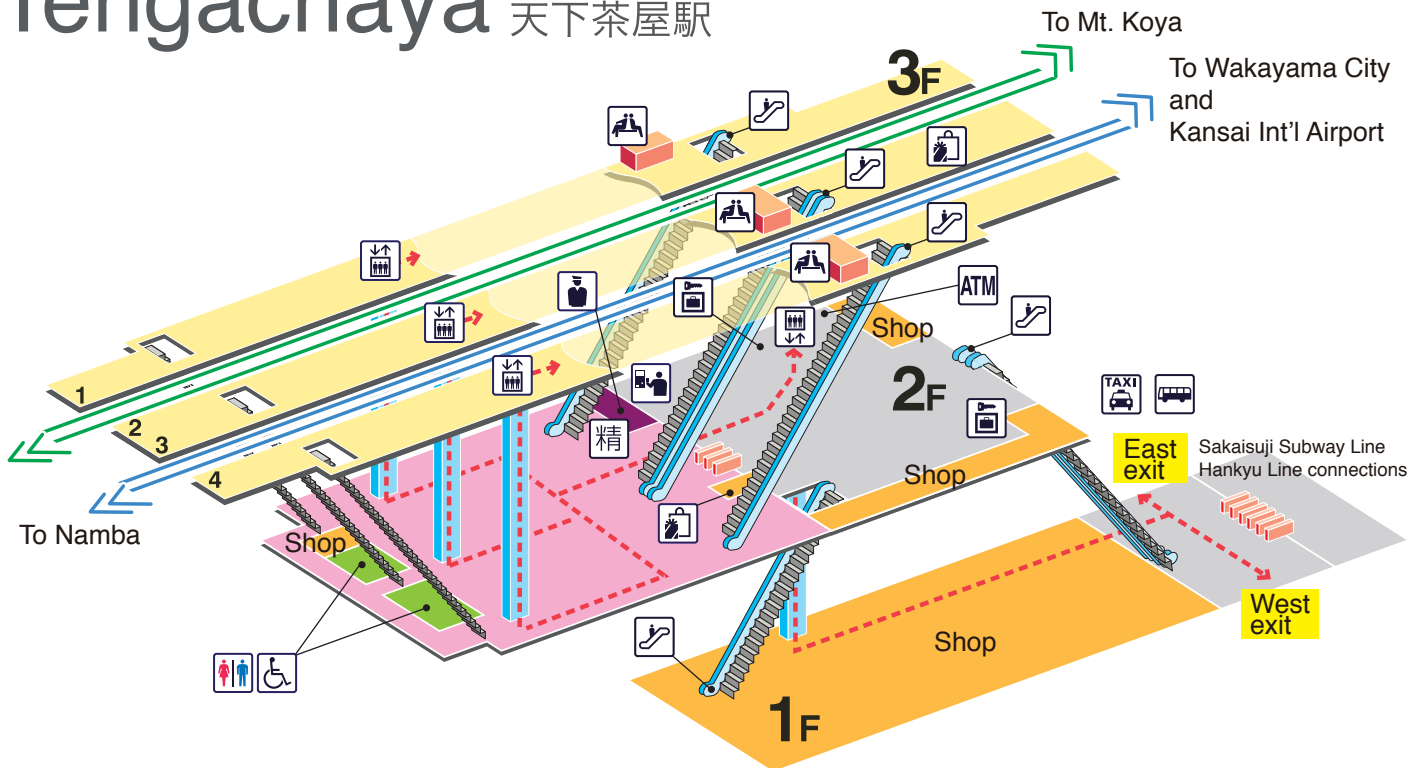 Tengachaya 天下茶屋駅
To Mt. Koya
To Wakayama City
and
Kansai Int'l Airport
3F
1
2
3
4
To Namba
ATM
Shop
2F
精
TAXI
East
exit
Sakaisuji Subway Line
Hankyu Line connections
Shop
Shop
West
exit
Shop
1F